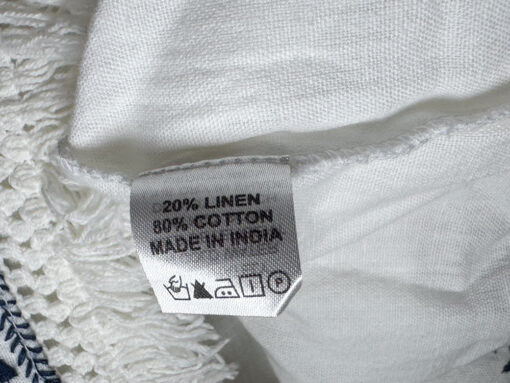 20% LINEN
80% COTTON
MADE IN INDIA
P